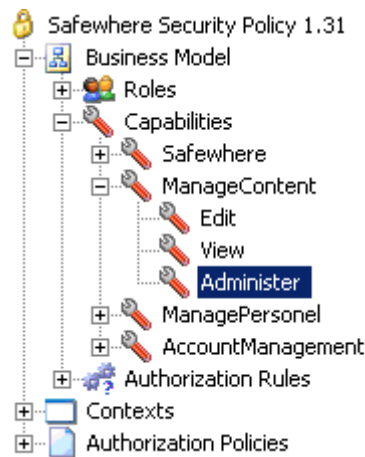 Safewhere Security Policy 1.31
Business Model
Roles
Capabilities
Safewhere
ManageContent
Edit
View
Administer
ManagePersonel
AccountManagement
Authorization Rules
Contexts
Authorization Policies